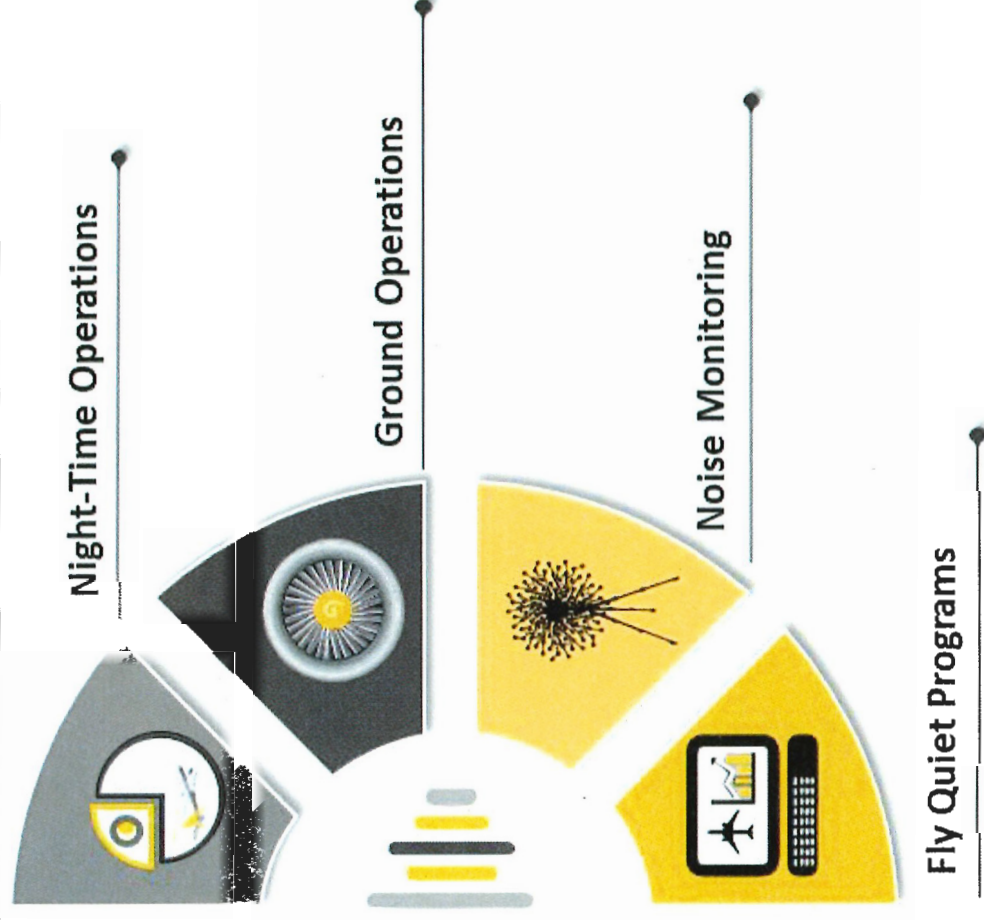 Night-Time Operations
Ground Operations
Noise Monitoring
Fly Quiet Programs